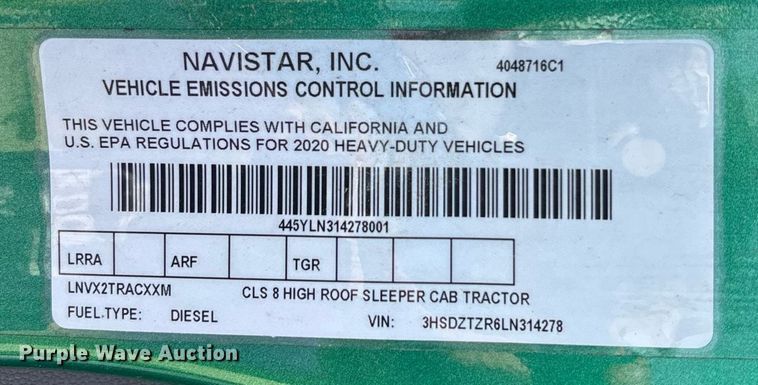 NAVISTAR, INC. 4048716C1
VEHICLE EMISSIONS CONTROL INFORMATION
THIS VEHICLE COMPLIES WITH CALIFORNIA AND
U.S. EPA REGULATIONS FOR 2020 HEAVY-DUTY VEHICLES
445YLN314278001
LRRA ARF TGR
LNVX2TRACXXM CLS 8 HIGH ROOF SLEEPER CAB TRACTOR
FUEL TYPE: DIESEL VIN: 3HSDZTZR6LN314278
Purple Wave Auction